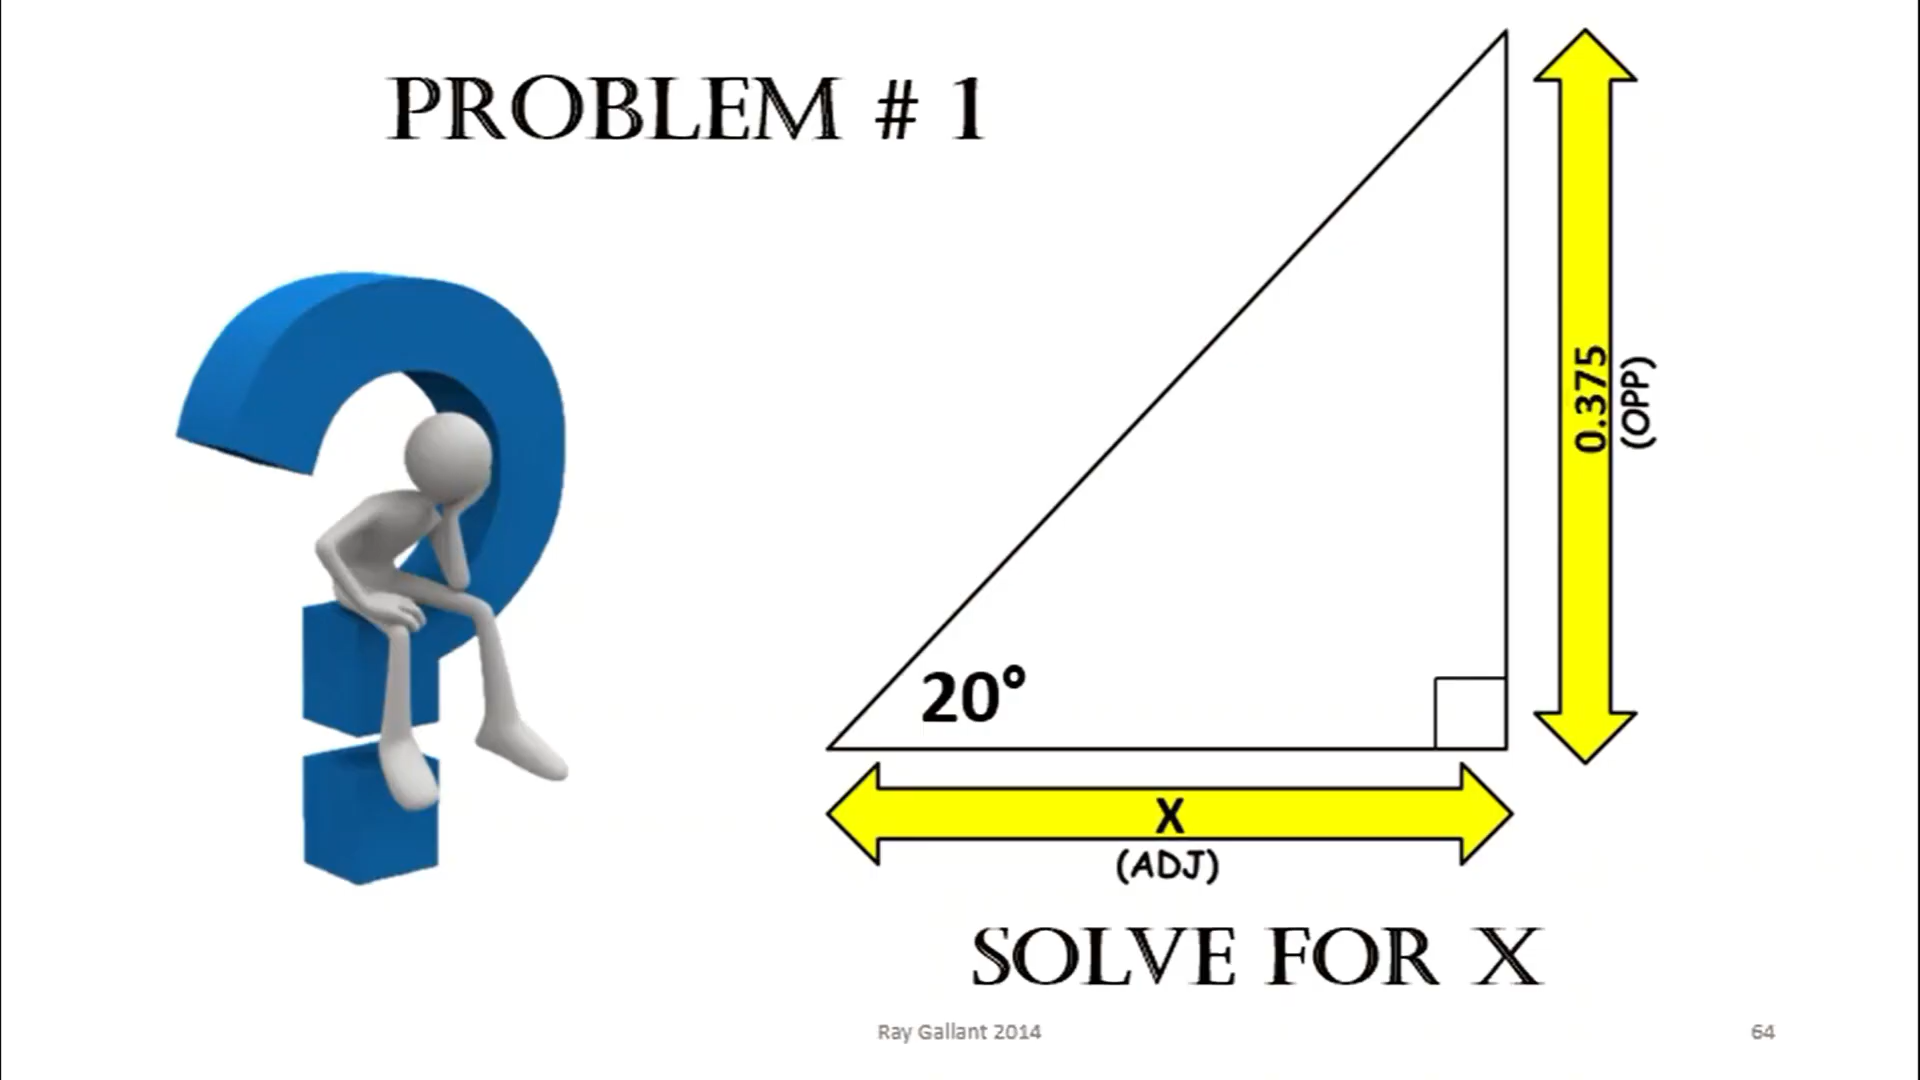 PROBLEM # 1
0.375
(OPP)
20°
X
(ADJ)
SOLVE FOR X
Ray Gallant 2014
64